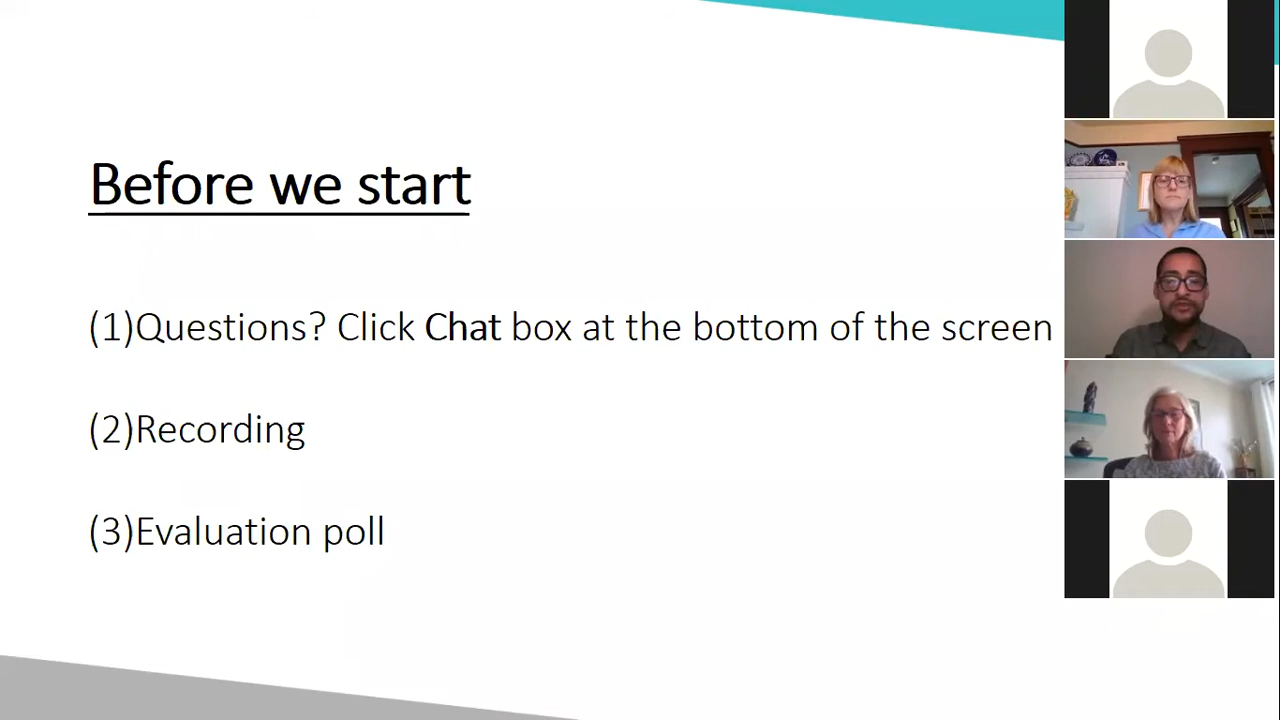 Before we start
(1)Questions? Click Chat box at the bottom of the screen
(2)Recording
(3)Evaluation poll